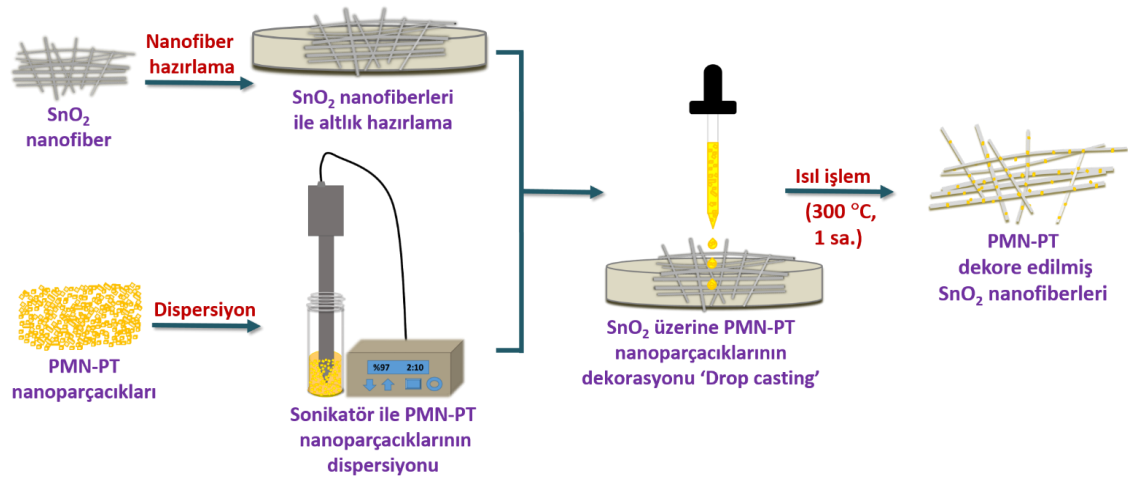 SnO₂
nanofiber
Nanofiber
hazırlama
SnO₂ nanofiberleri
ile altlık hazırlama
PMN-PT
nanoparçacıkları
Dispersiyon
%97 2:10
Sonikatör ile PMN-PT
nanoparçacıklarının
dispersiyonu
SnO₂ üzerine PMN-PT
nanoparçacıklarının
dekorasyonu ‘Drop casting’
Isıl işlem
(300 °C,
1 sa.)
PMN-PT
dekore edilmiş
SnO₂ nanofiberleri